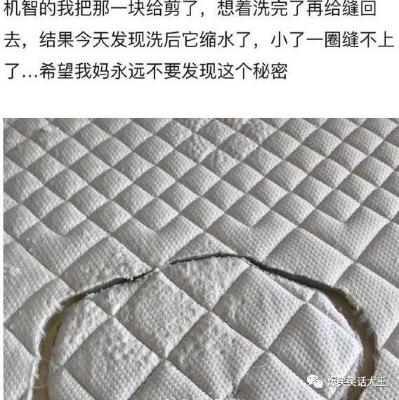 机智的我把那一块给剪了，想着洗完了再给缝回
去，结果今天发现洗后它缩水了，小了一圈缝不上
了...希望我妈永远不要发现这个秘密